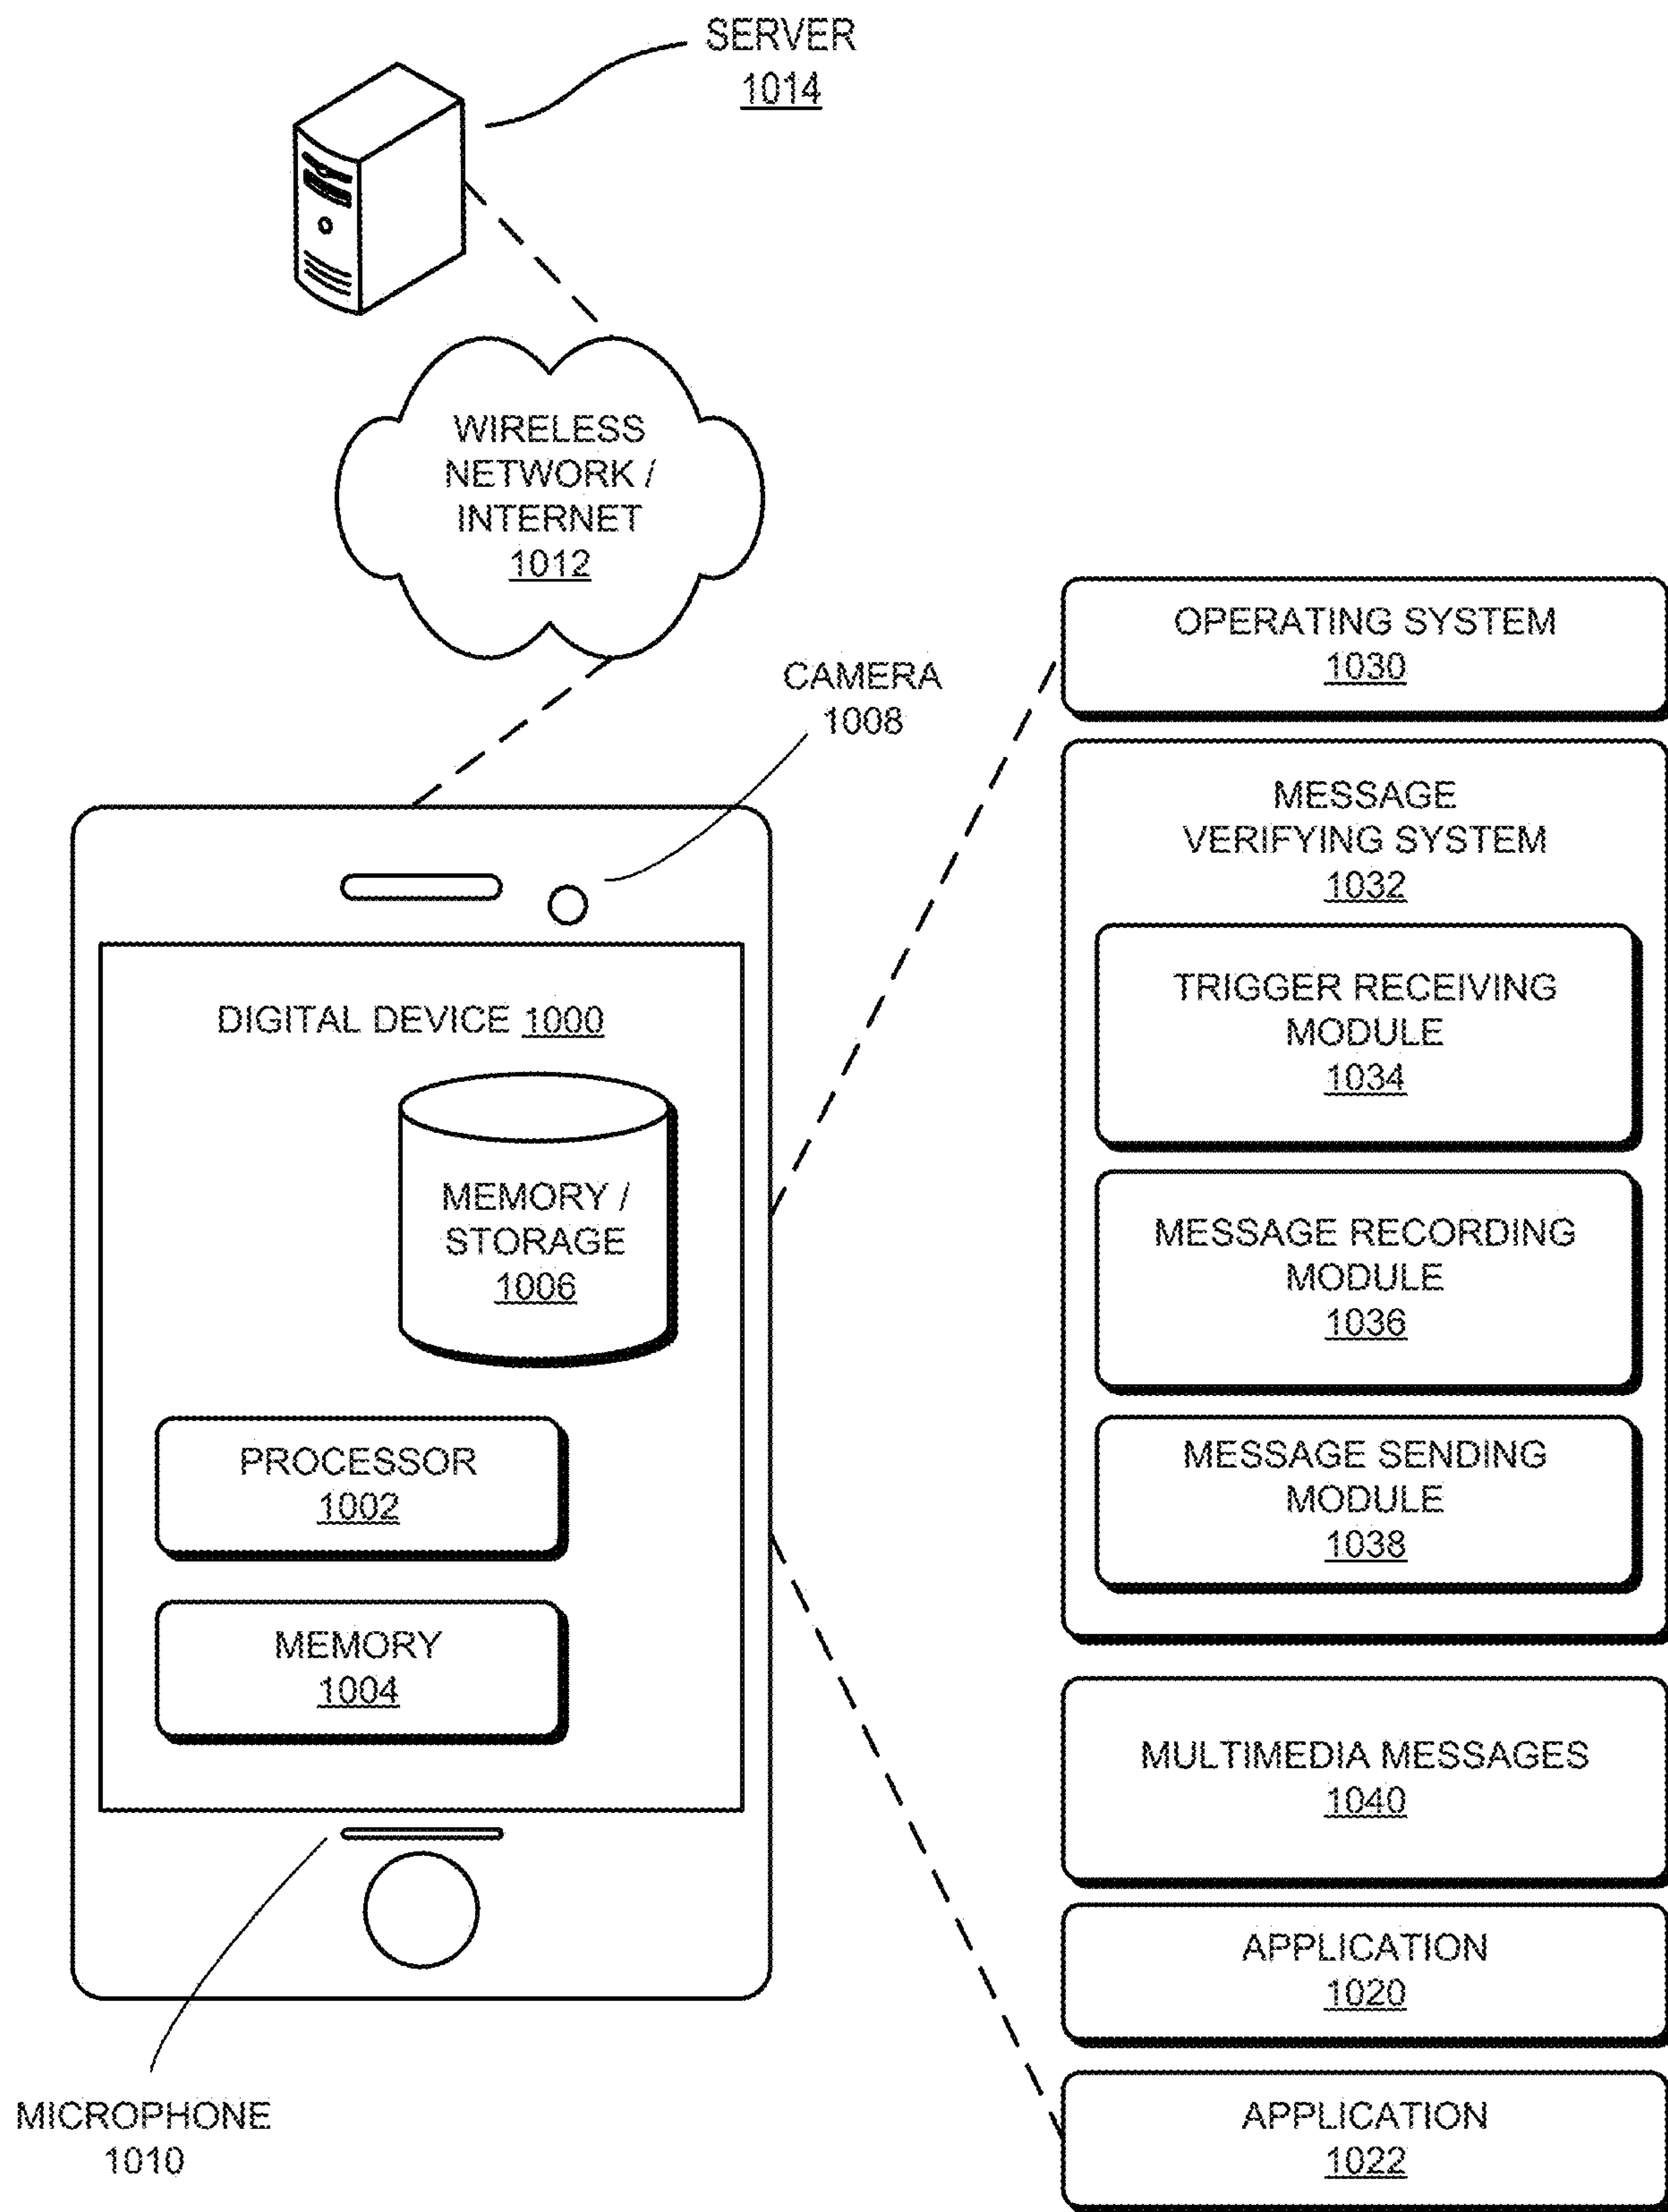 SERVER
1014
WIRELESS
NETWORK /
INTERNET
1012
CAMERA
1008
DIGITAL DEVICE 1000
MEMORY /
STORAGE
1006
PROCESSOR
1002
MEMORY
1004
MICROPHONE
1010
OPERATING SYSTEM
1030
MESSAGE
VERIFYING SYSTEM
1032
TRIGGER RECEIVING
MODULE
1034
MESSAGE RECORDING
MODULE
1036
MESSAGE SENDING
MODULE
1038
MULTIMEDIA MESSAGES
1040
APPLICATION
1020
APPLICATION
1022